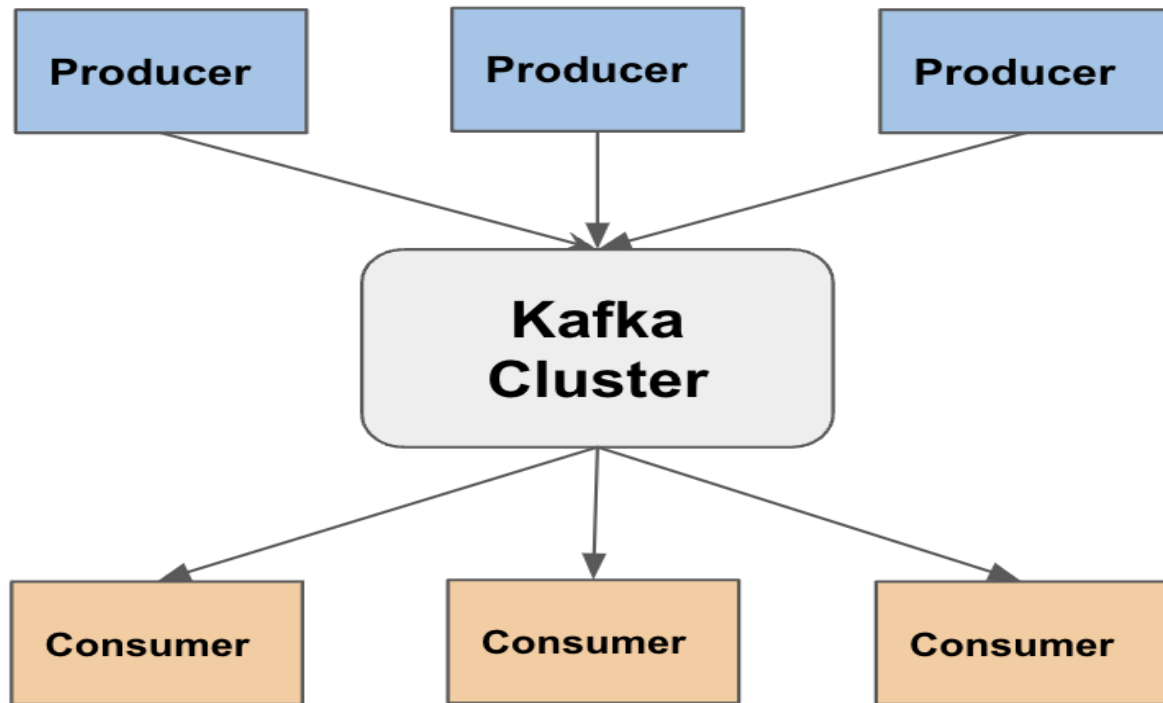 Producer
Producer
Producer
Kafka
Cluster
Consumer
Consumer
Consumer